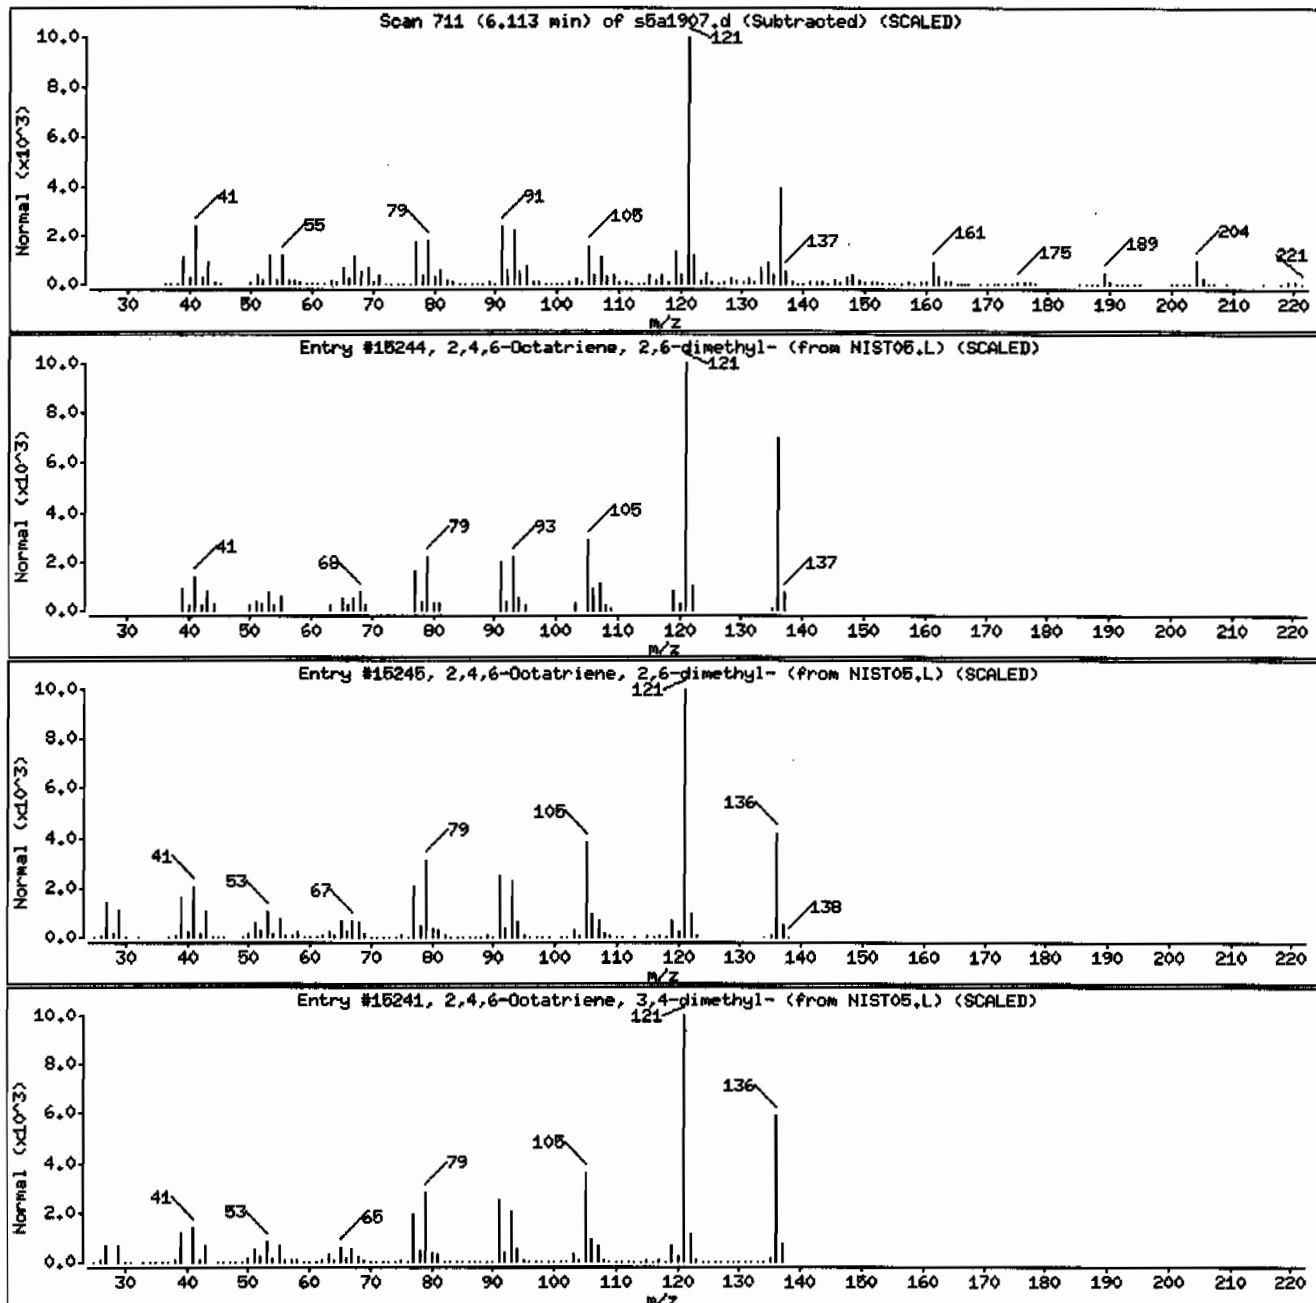 Scan 711 (6.113 min) of s5a1907.d (Subtracted) (SCALED)
Normal (x10^3)
10.0
8.0
6.0
4.0
2.0
0.0
41 55 79 91 105 121 137 161 175 189 204 221
30 40 50 60 70 80 90 100 110 120 130 140 150 160 170 180 190 200 210 220
m/z
Entry #15244, 2,4,6-Octatriene, 2,6-dimethyl- (from NIST05.L) (SCALED)
Normal (x10^3)
10.0
8.0
6.0
4.0
2.0
0.0
41 68 79 93 105 121 137
30 40 50 60 70 80 90 100 110 120 130 140 150 160 170 180 190 200 210 220
m/z
Entry #15245, 2,4,6-Octatriene, 2,6-dimethyl- (from NIST05.L) (SCALED)
Normal (x10^3)
10.0
8.0
6.0
4.0
2.0
0.0
41 53 67 79 105 121 136 138
30 40 50 60 70 80 90 100 110 120 130 140 150 160 170 180 190 200 210 220
m/z
Entry #15241, 2,4,6-Octatriene, 3,4-dimethyl- (from NIST05.L) (SCALED)
Normal (x10^3)
10.0
8.0
6.0
4.0
2.0
0.0
41 53 65 79 105 121 136
30 40 50 60 70 80 90 100 110 120 130 140 150 160 170 180 190 200 210 220
m/z